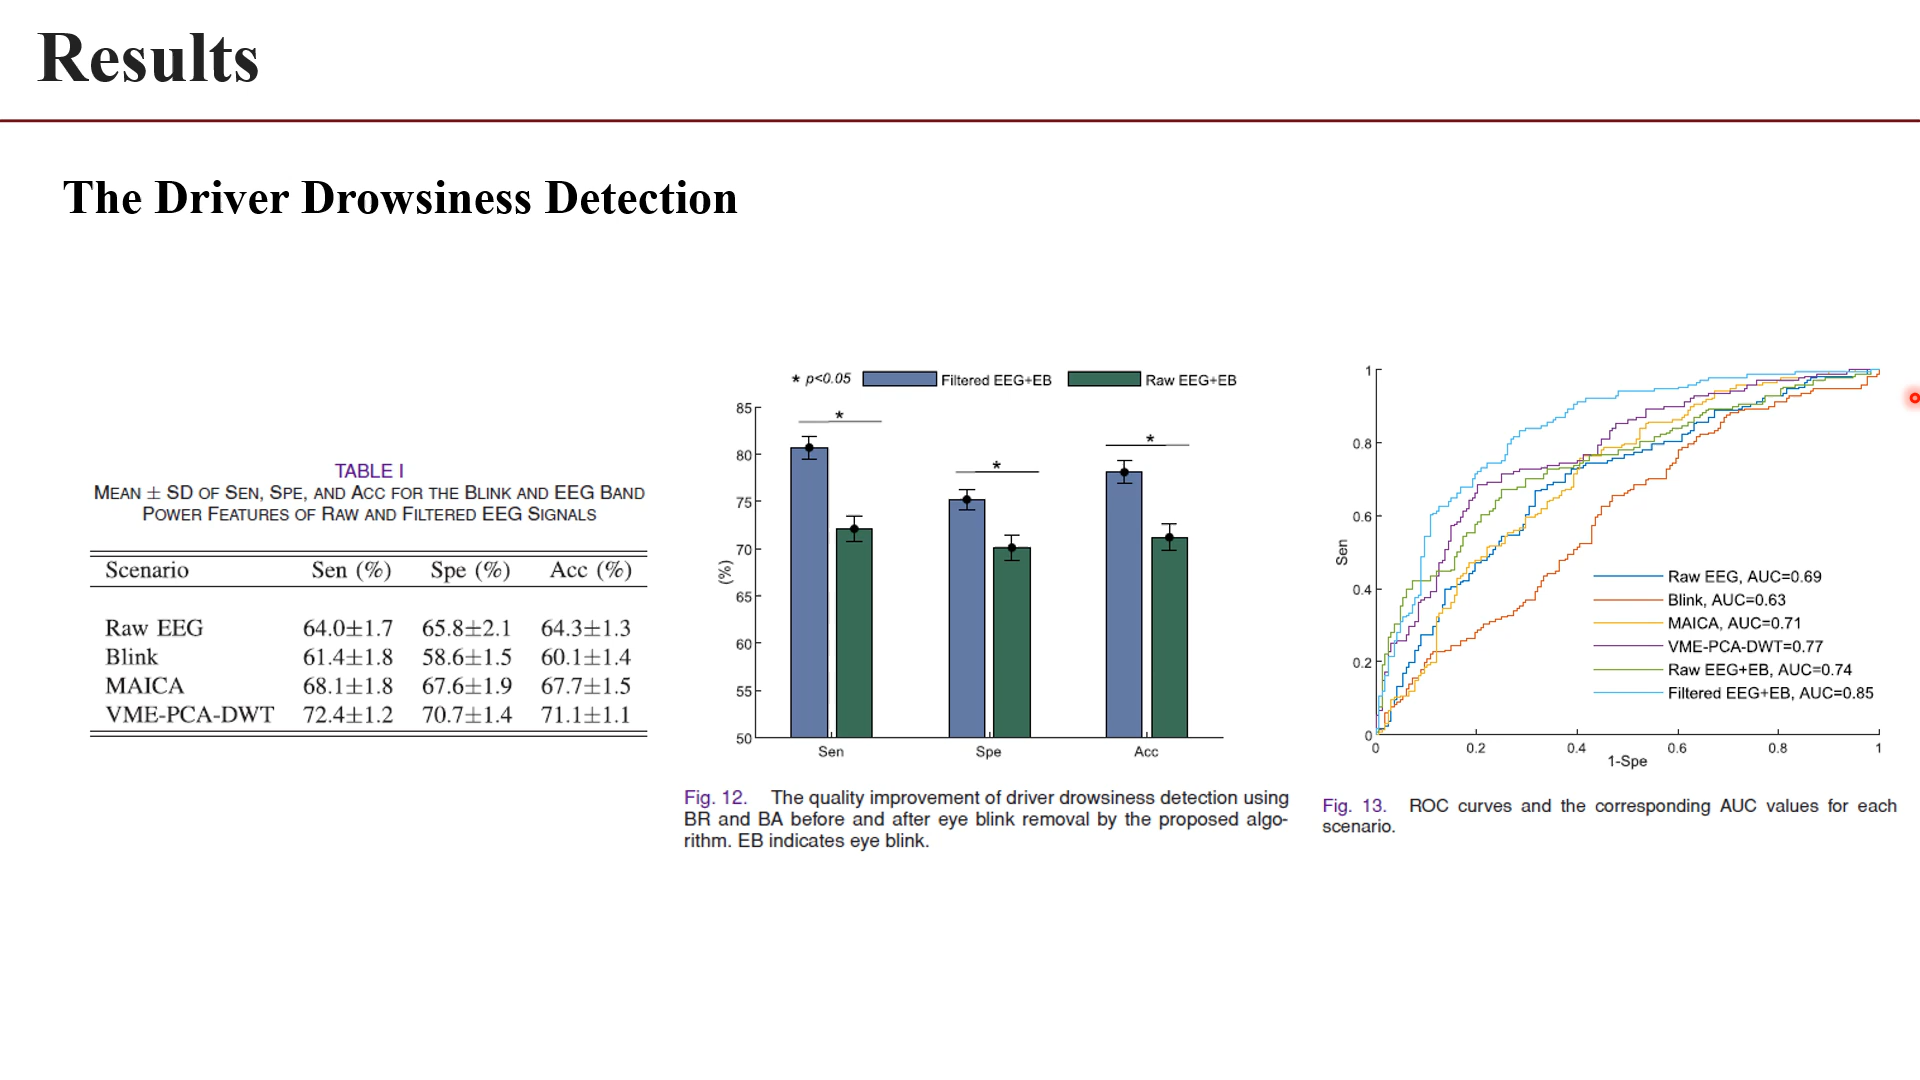 Results
The Driver Drowsiness Detection
TABLE I
MEAN ± SD OF SEN, SPE, AND ACC FOR THE BLINK AND EEG BAND
POWER FEATURES OF RAW AND FILTERED EEG SIGNALS
Scenario Sen (%) Spe (%) Acc (%)
Raw EEG 64.0±1.7 65.8±2.1 64.3±1.3
Blink 61.4±1.8 58.6±1.5 60.1±1.4
MAICA 68.1±1.8 67.6±1.9 67.7±1.5
VME-PCA-DWT 72.4±1.2 70.7±1.4 71.1±1.1
* p<0.05 Filtered EEG+EB Raw EEG+EB
85
80
75
70
65
60
55
50
(%)
* * *
Sen Spe Acc
Fig. 12. The quality improvement of driver drowsiness detection using
BR and BA before and after eye blink removal by the proposed algo-
rithm. EB indicates eye blink.
1
0.8
0.6
0.4
0.2
0
Sen
Raw EEG, AUC=0.69
Blink, AUC=0.63
MAICA, AUC=0.71
VME-PCA-DWT=0.77
Raw EEG+EB, AUC=0.74
Filtered EEG+EB, AUC=0.85
0 0.2 0.4 0.6 0.8 1
1-Spe
Fig. 13. ROC curves and the corresponding AUC values for each
scenario.